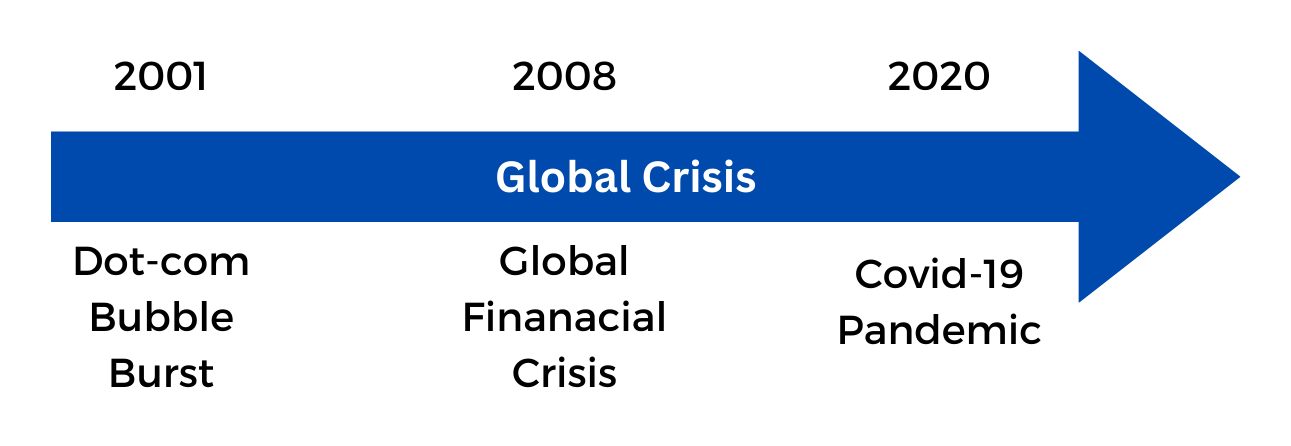 2001
2008
2020
Global Crisis
Dot-com
Bubble
Burst
Global
Finanacial
Crisis
Covid-19
Pandemic